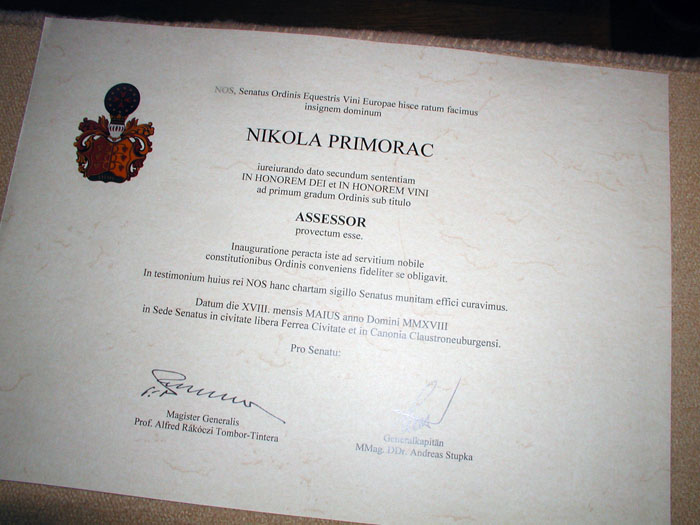 NOS, Senatus Ordinis Equestris Vini Europae hisce ratum facimus
insignem dominum
NIKOLA PRIMORAC
iureiurando dato secundum sententiam
IN HONOREM DEI et IN HONOREM VINI
ad primum gradum Ordinis sub titulo
ASSESSOR
provectum esse.
Inauguratione peracta iste ad servitium nobile
constitutionibus Ordinis conveniens fideliter se obligavit.
In testimonium huius rei NOS hanc chartam sigillo Senatus munitam effici curavimus.
Datum die XVIII. mensis MAIUS anno Domini MMXVIII
in Sede Senatus in civitate libera Ferrea Civitate et in Canonia Claustroneuburgensi.
Pro Senatu:
Magister Generalis
Prof. Alfred Rákóczi Tombor-Tintera
Generalkapitän
MMag. DDr. Andreas Stupka